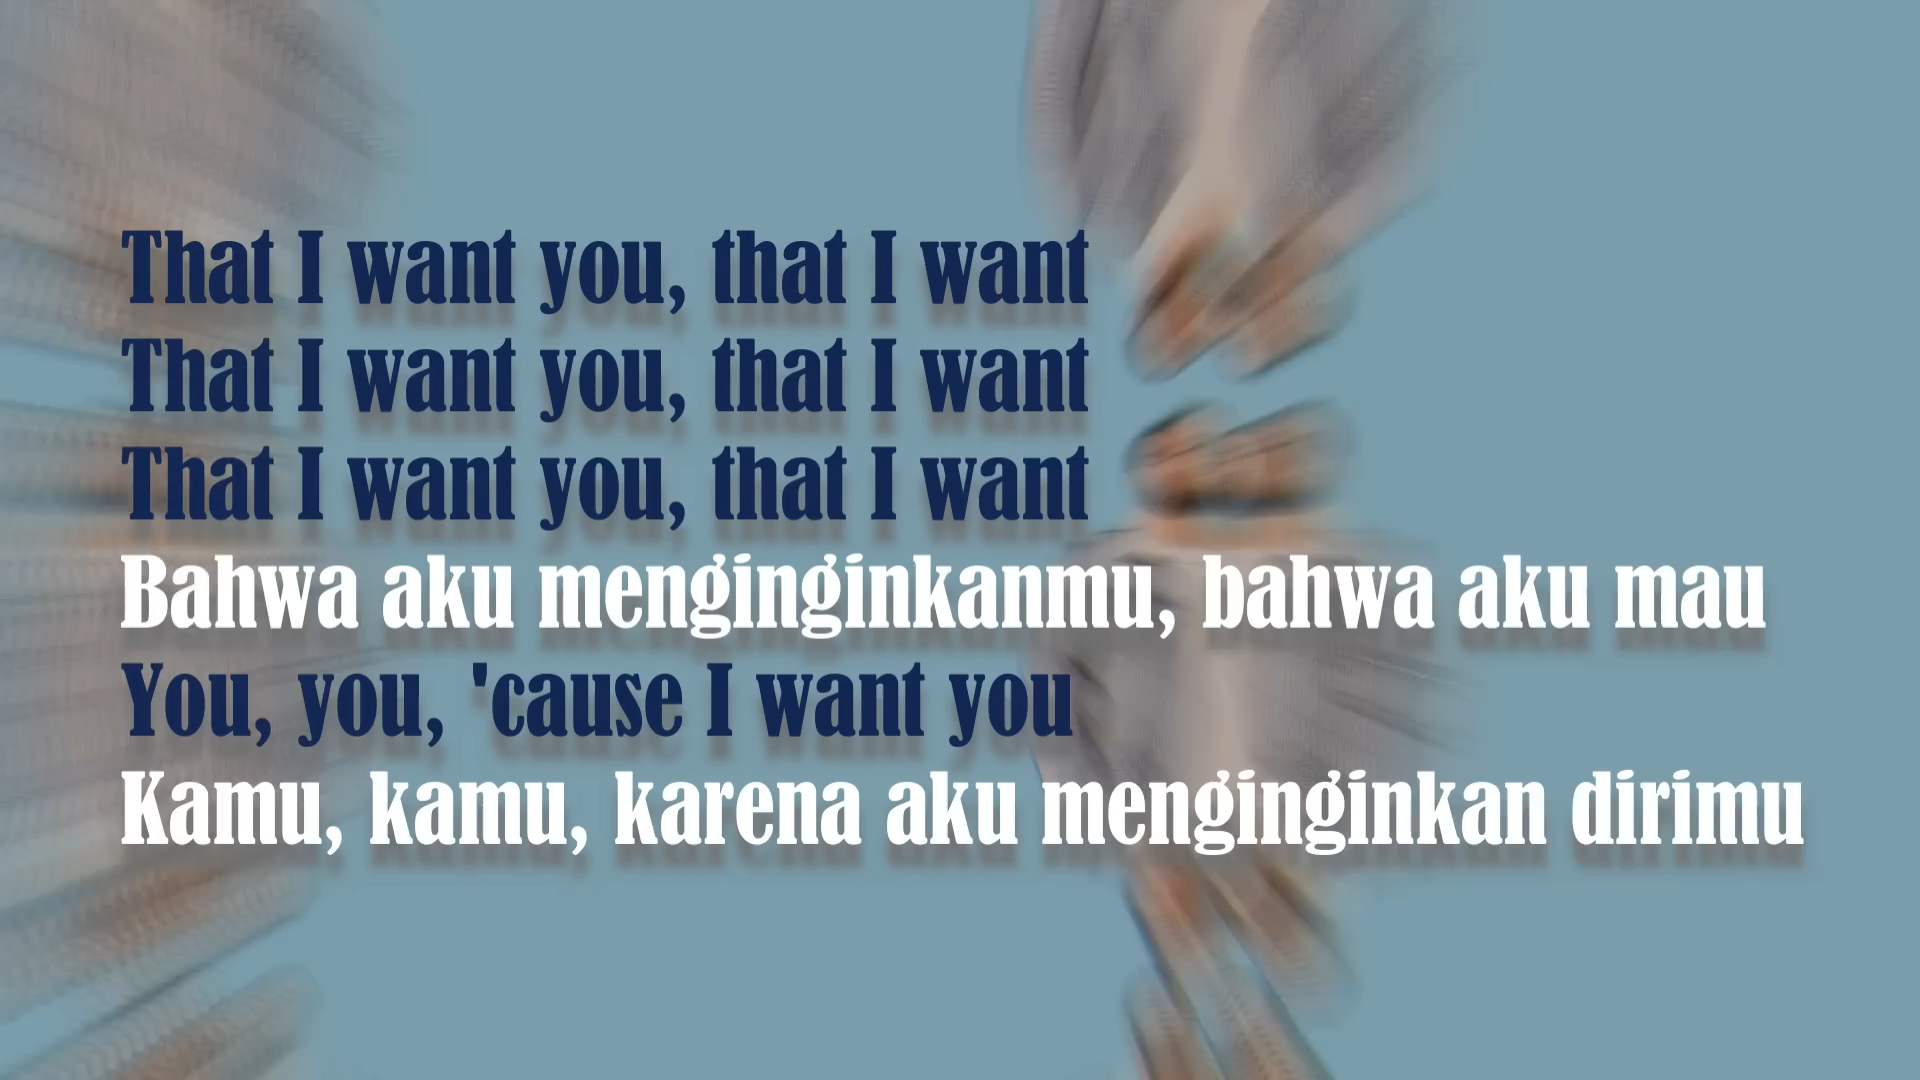 That I want you, that I want
That I want you, that I want
That I want you, that I want
Bahwa aku menginginkanmu, bahwa aku mau
You, you, 'cause I want you
Kamu, kamu, karena aku menginginkan dirimu